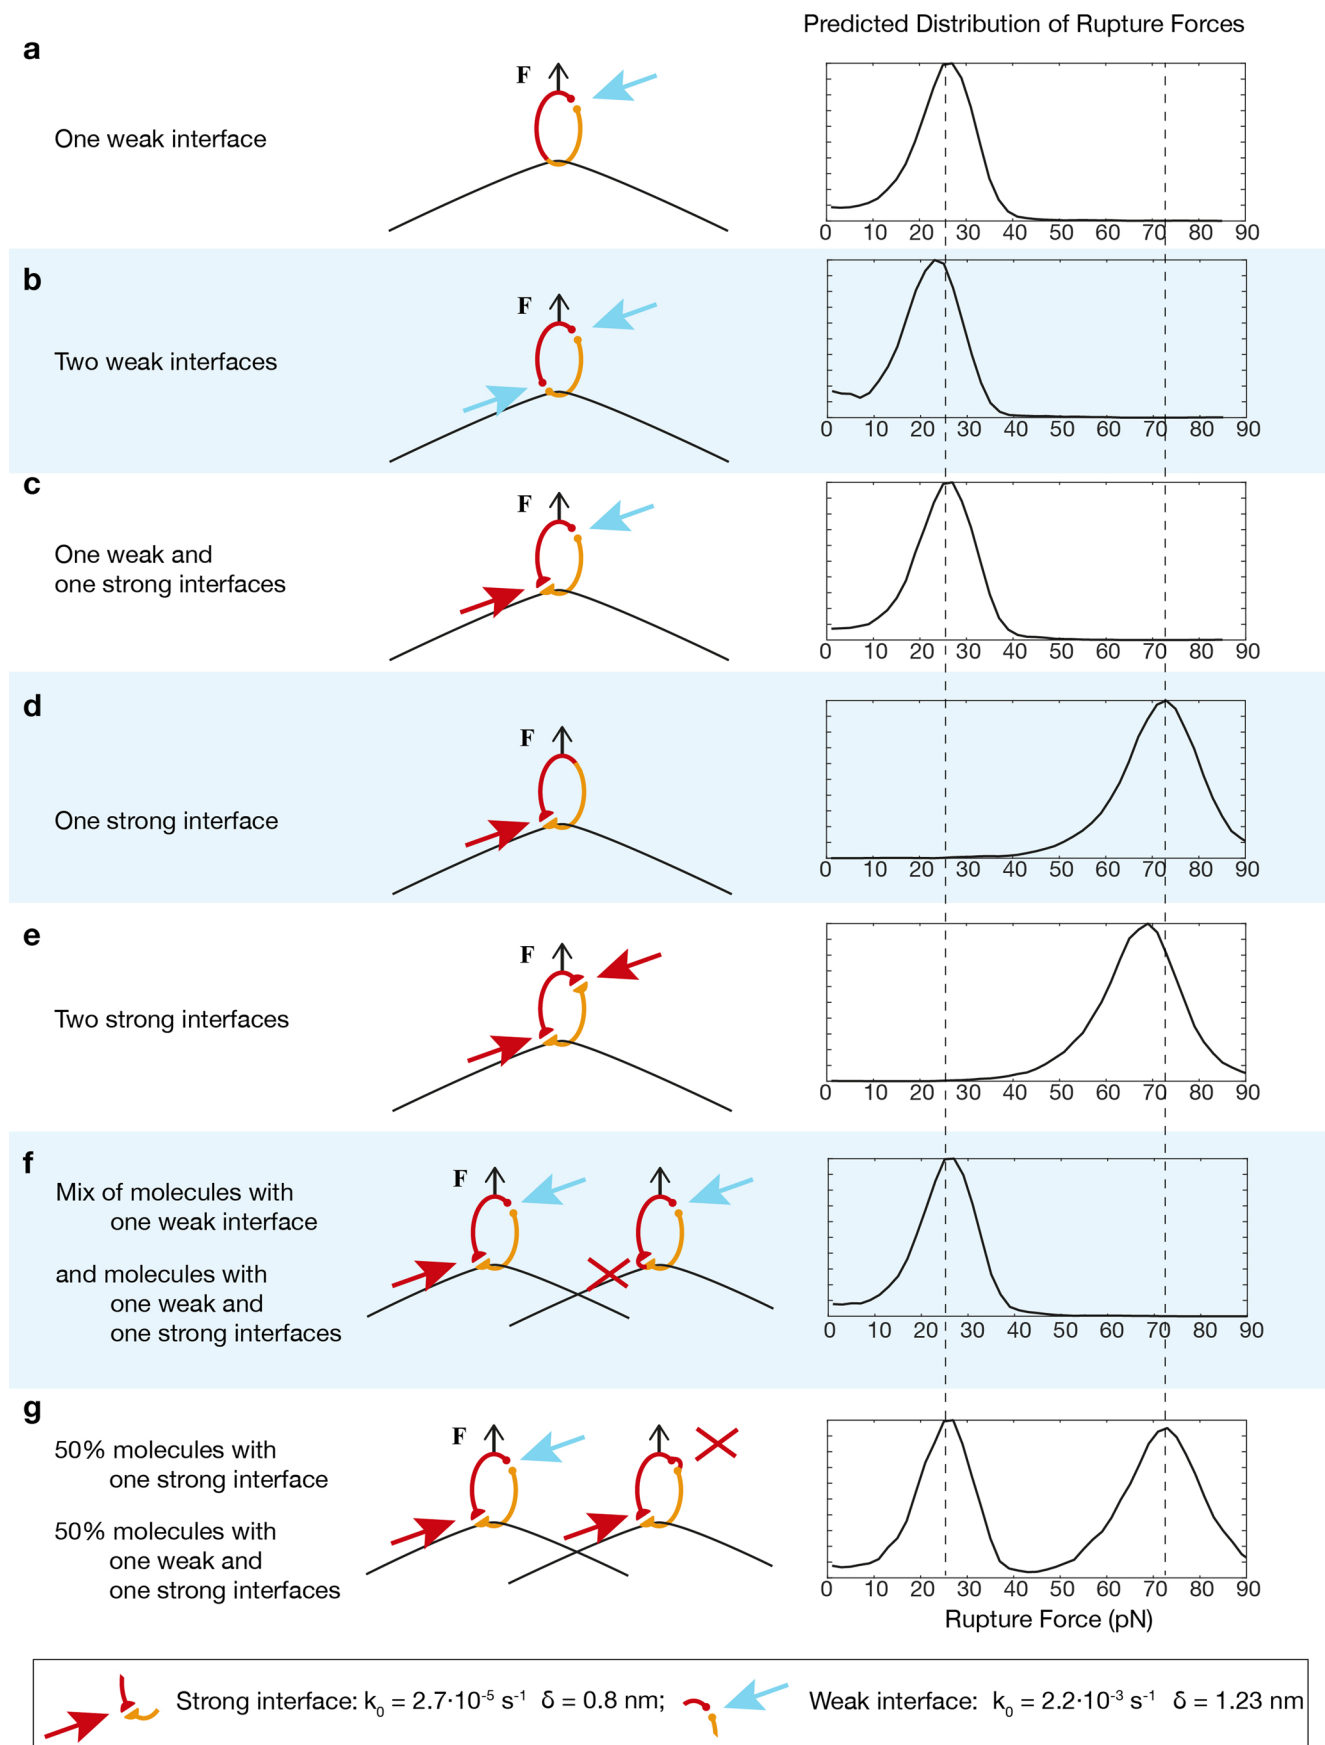 Predicted Distribution of Rupture Forces
a
F
One weak interface
0 10 20 30 40 50 60 70 80 90
b
F
Two weak interfaces
0 10 20 30 40 50 60 70 80 90
c
F
One weak and
one strong interfaces
0 10 20 30 40 50 60 70 80 90
d
F
One strong interface
0 10 20 30 40 50 60 70 80 90
e
F
Two strong interfaces
0 10 20 30 40 50 60 70 80 90
f
F
Mix of molecules with
one weak interface
and molecules with
one weak and
one strong interfaces
0 10 20 30 40 50 60 70 80 90
g
F
50% molecules with
one strong interface
50% molecules with
one weak and
one strong interfaces
0 10 20 30 40 50 60 70 80 90
Rupture Force (pN)
Strong interface: k₀ = 2.7·10⁻⁵ s⁻¹ δ = 0.8 nm; Weak interface: k₀ = 2.2·10⁻³ s⁻¹ δ = 1.23 nm